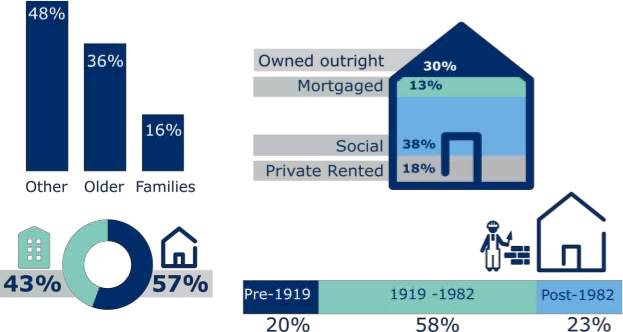 48%
36%
16%
Other Older Families
43%
57%
Owned outright 30%
Mortgaged 13%
Social 38%
Private Rented 18%
Pre-1919 1919 -1982 Post-1982
20% 58% 23%